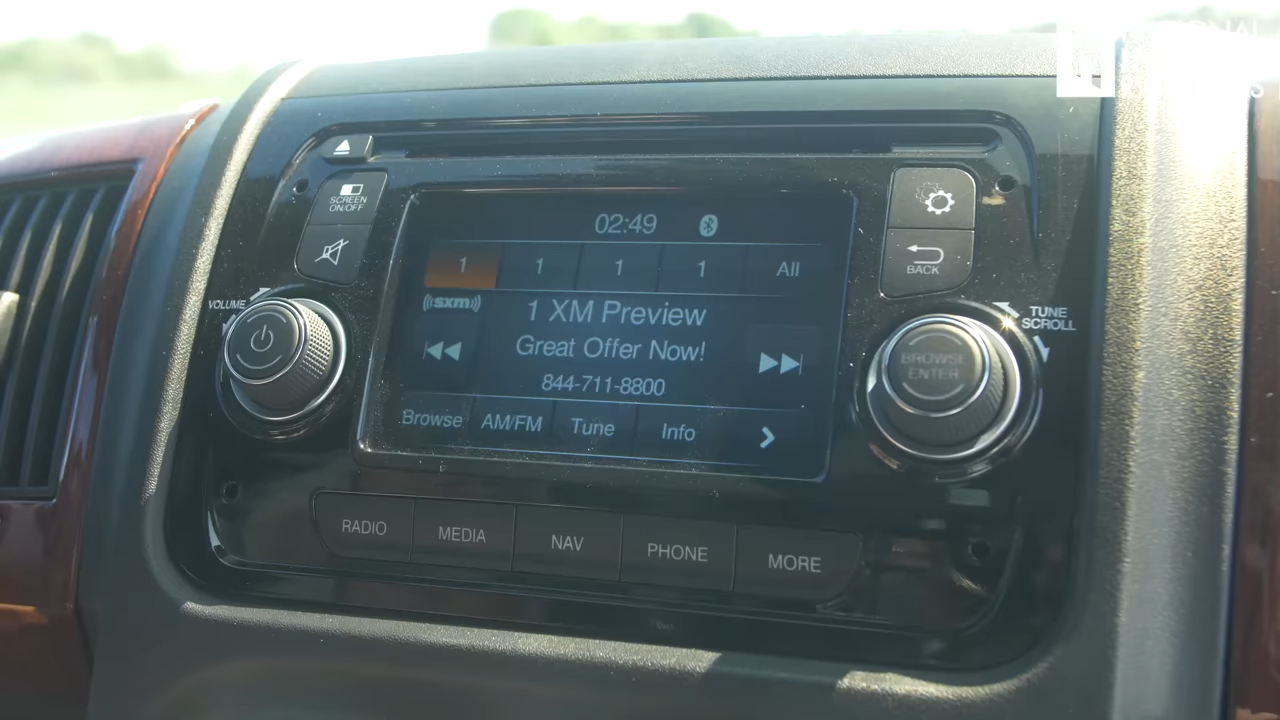 SCREEN
ON/OFF
VOLUME
02:49
1 1 1 1 All
((sxm))
1 XM Preview
Great Offer Now!
844-711-8800
Browse AM/FM Tune Info
BACK
TUNE
SCROLL
BROWSE
ENTER
RADIO MEDIA NAV PHONE MORE